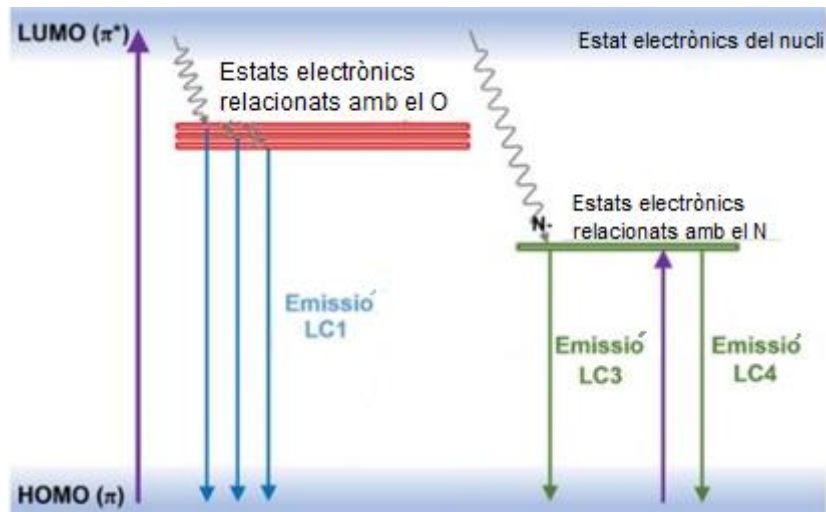 LUMO (π*)
Estat electrònics del nucli
Estats electrònics
relacionats amb el O
Estats electrònics
relacionats amb el N
N-
Emissió
LC1
Emissió
LC3
Emissió
LC4
HOMO (π)